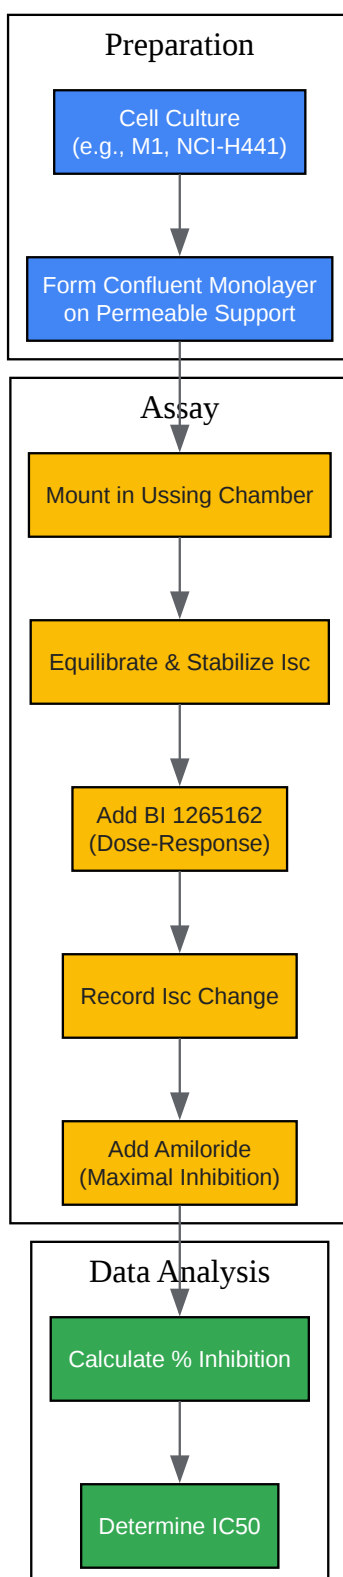 Preparation
Cell Culture
(e.g., M1, NCI-H441)
Form Confluent Monolayer
on Permeable Support
Assay
Mount in Ussing Chamber
Equilibrate & Stabilize Isc
Add BI 1265162
(Dose-Response)
Record Isc Change
Add Amiloride
(Maximal Inhibition)
Data Analysis
Calculate % Inhibition
Determine IC50